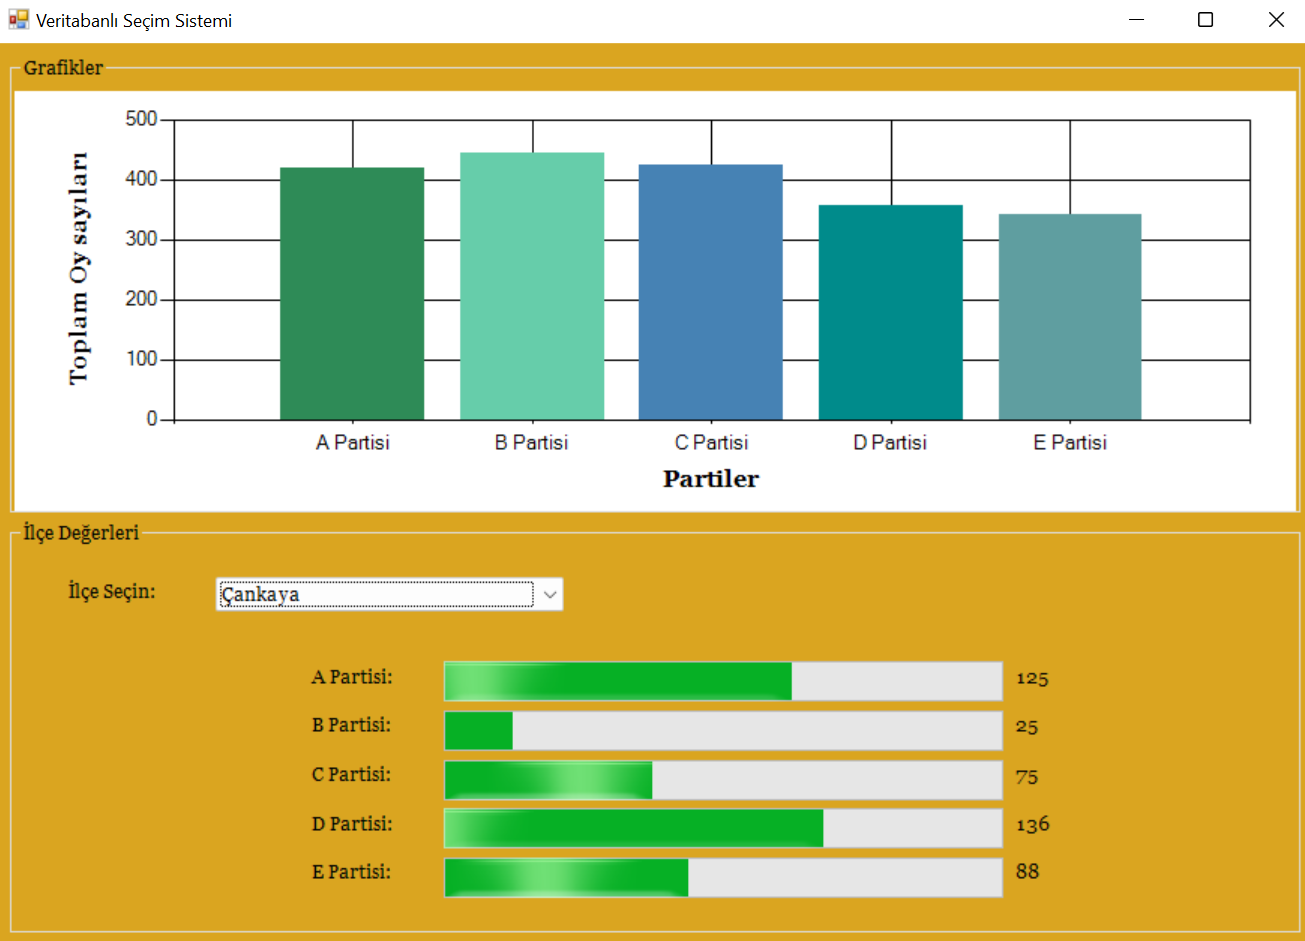 Veritabanlı Seçim Sistemi
Grafikler
Toplam Oy sayıları
500
400
300
200
100
0
A Partisi B Partisi C Partisi D Partisi E Partisi
Partiler
İlçe Değerleri
İlçe Seçin: Çankaya
A Partisi: 125
B Partisi: 25
C Partisi: 75
D Partisi: 136
E Partisi: 88